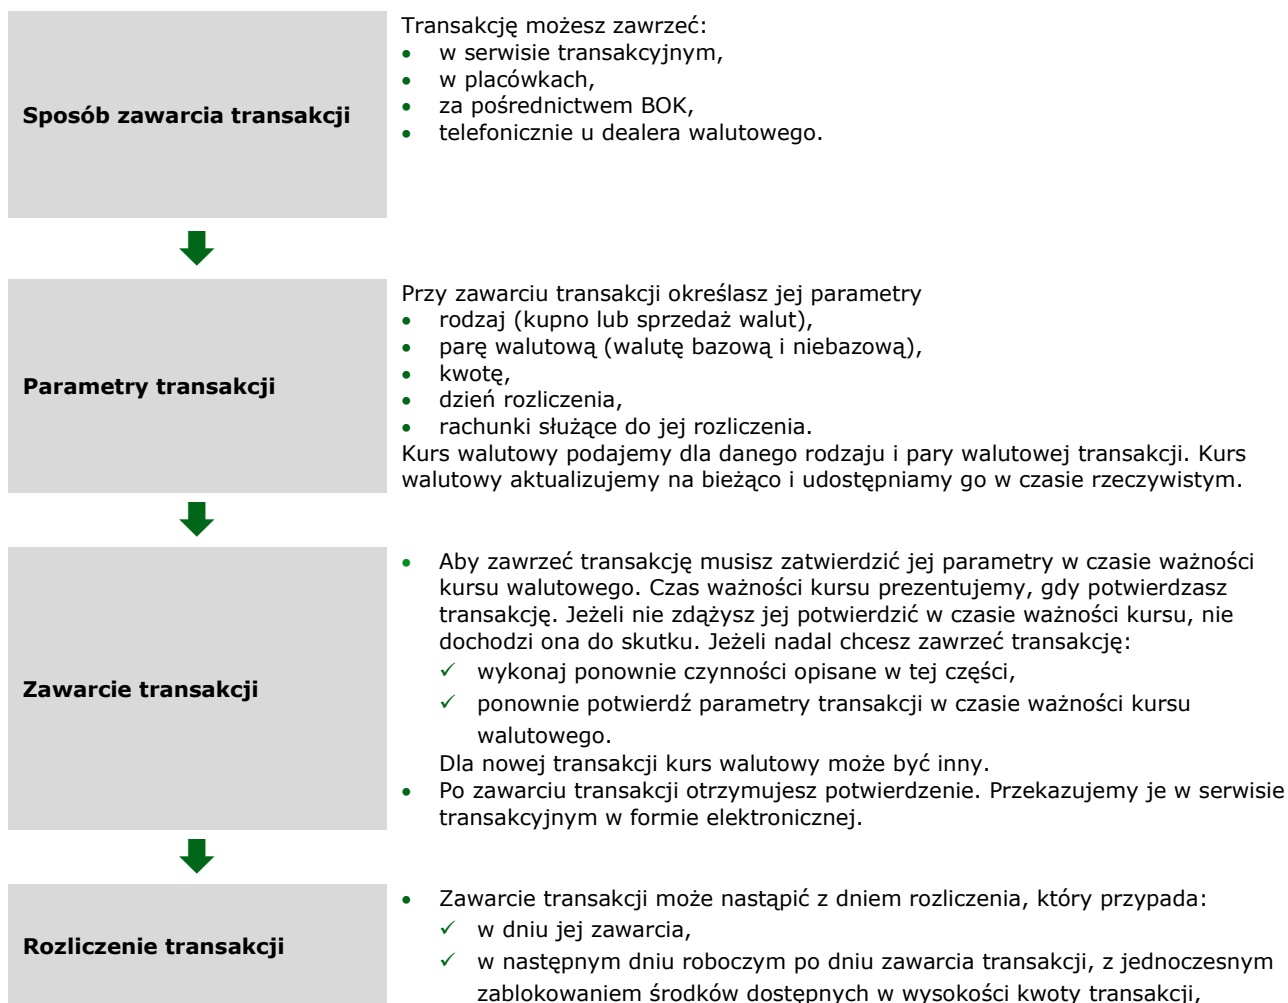 Sposób zawarcia transakcji
Transakcję możesz zawrzeć:
• w serwisie transakcyjnym,
• w placówkach,
• za pośrednictwem BOK,
• telefonicznie u dealera walutowego.
Parametry transakcji
Przy zawarciu transakcji określasz jej parametry
• rodzaj (kupno lub sprzedaż walut),
• parę walutową (walutę bazową i niebazową),
• kwotę,
• dzień rozliczenia,
• rachunki służące do jej rozliczenia.
Kurs walutowy podajemy dla danego rodzaju i pary walutowej transakcji. Kurs
walutowy aktualizujemy na bieżąco i udostępniamy go w czasie rzeczywistym.
Zawarcie transakcji
• Aby zawrzeć transakcję musisz zatwierdzić jej parametry w czasie ważności
kursu walutowego. Czas ważności kursu prezentujemy, gdy potwierdzasz
transakcję. Jeżeli nie zdążysz jej potwierdzić w czasie ważności kursu, nie
dochodzi ona do skutku. Jeżeli nadal chcesz zawrzeć transakcję:
✓ wykonaj ponownie czynności opisane w tej części,
✓ ponownie potwierdź parametry transakcji w czasie ważności kursu
walutowego.
Dla nowej transakcji kurs walutowy może być inny.
• Po zawarciu transakcji otrzymujesz potwierdzenie. Przekazujemy je w serwisie
transakcyjnym w formie elektronicznej.
Rozliczenie transakcji
• Zawarcie transakcji może nastąpić z dniem rozliczenia, który przypada:
✓ w dniu jej zawarcia,
✓ w następnym dniu roboczym po dniu zawarcia transakcji, z jednoczesnym
zablokowaniem środków dostępnych w wysokości kwoty transakcji,